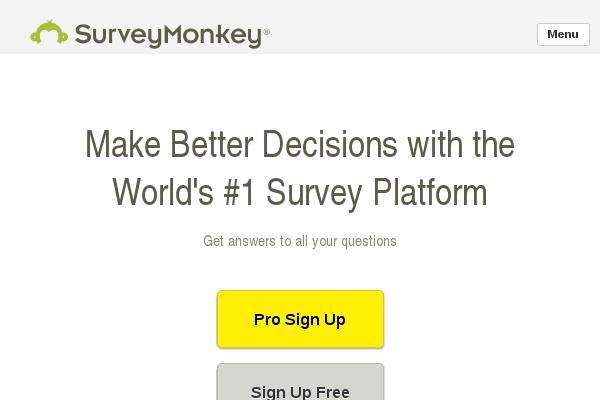 SurveyMonkey®
Menu
Make Better Decisions with the
World's #1 Survey Platform
Get answers to all your questions
Pro Sign Up
Sign Up Free